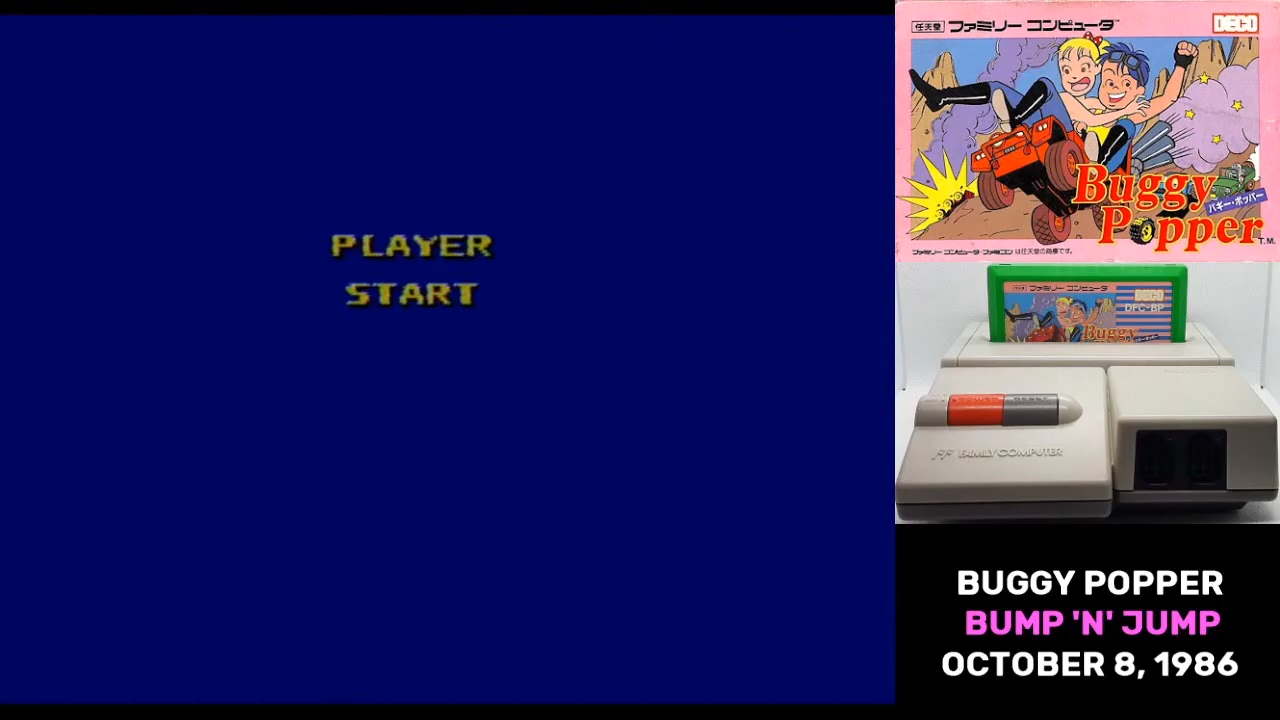 PLAYER
START
任天堂 ファミリー コンピュータ™
DECO
Buggy
Popper
バギー・ポッパー
T.M.
ファミリー コンピュータ・ファミコン は任天堂の商標です。
ファミリー コンピュータ
DECO
DFC-BP
Buggy
FF FAMILY COMPUTER
BUGGY POPPER
BUMP 'N' JUMP
OCTOBER 8, 1986